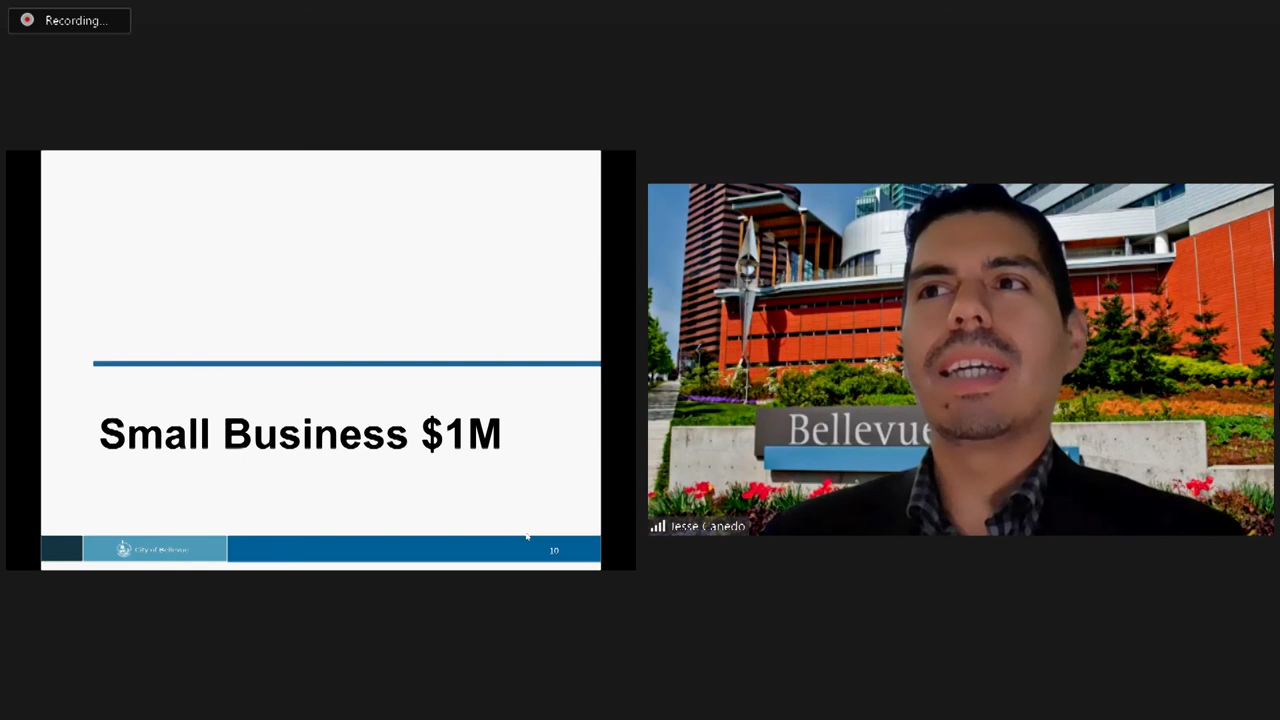 Recording...
Small Business $1M
City of Bellevue
10
Bellevue
Jesse Canedo